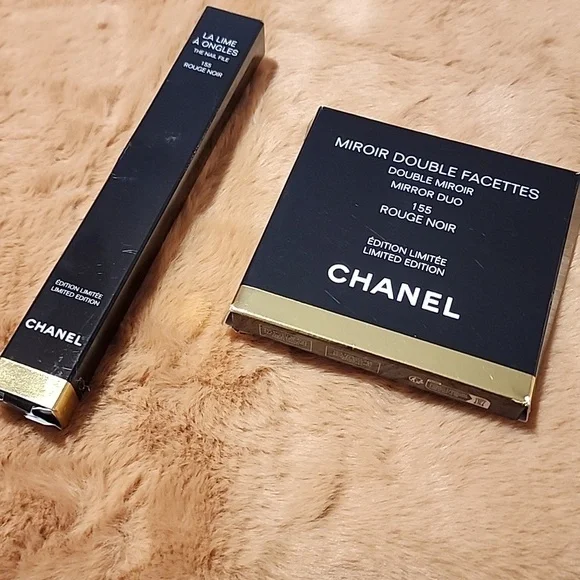 LA LIME
À ONGLES
THE NAIL FILE
155
ROUGE NOIR
ÉDITION LIMITÉE
LIMITED EDITION
CHANEL
MIROIR DOUBLE FACETTES
DOUBLE MIROIR
MIRROR DUO
155
ROUGE NOIR
ÉDITION LIMITÉE
LIMITED EDITION
CHANEL